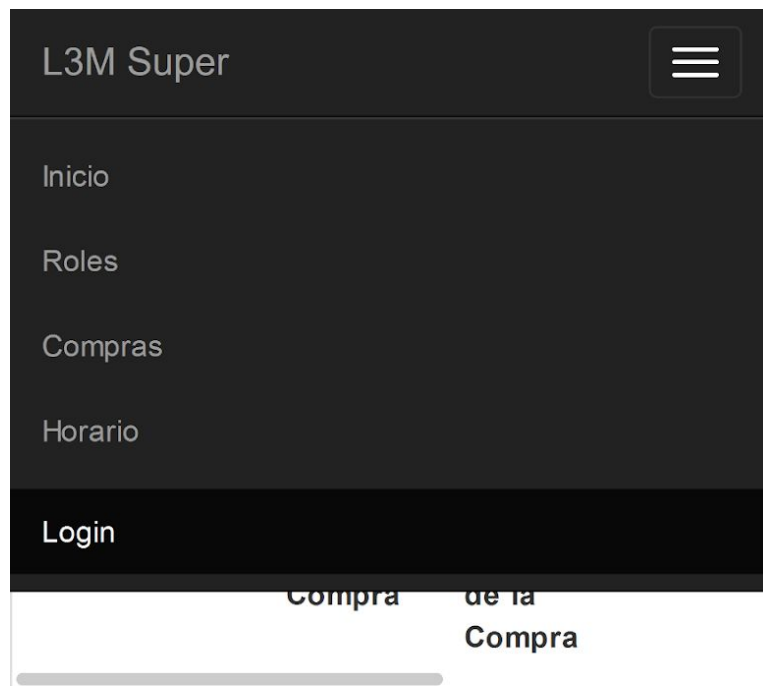 L3M Super
Inicio
Roles
Compras
Horario
Login
Compra de la
Compra